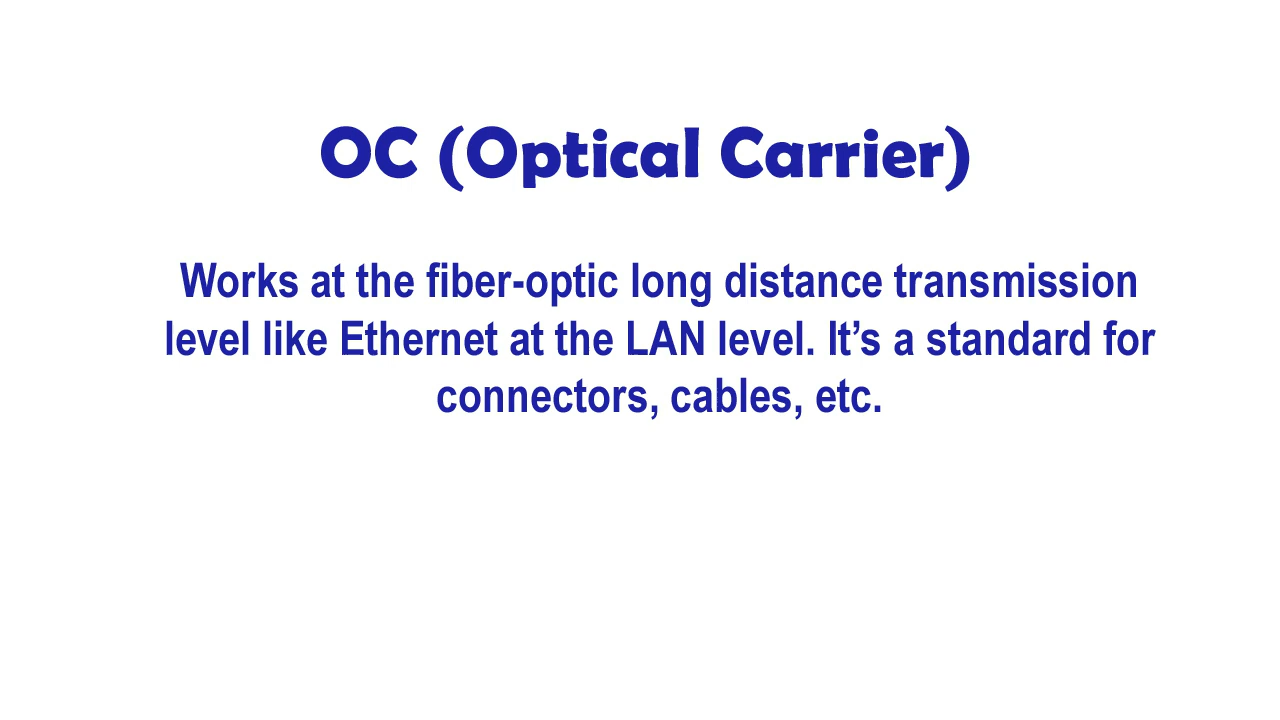 OC (Optical Carrier)
Works at the fiber-optic long distance transmission
level like Ethernet at the LAN level. It’s a standard for
connectors, cables, etc.